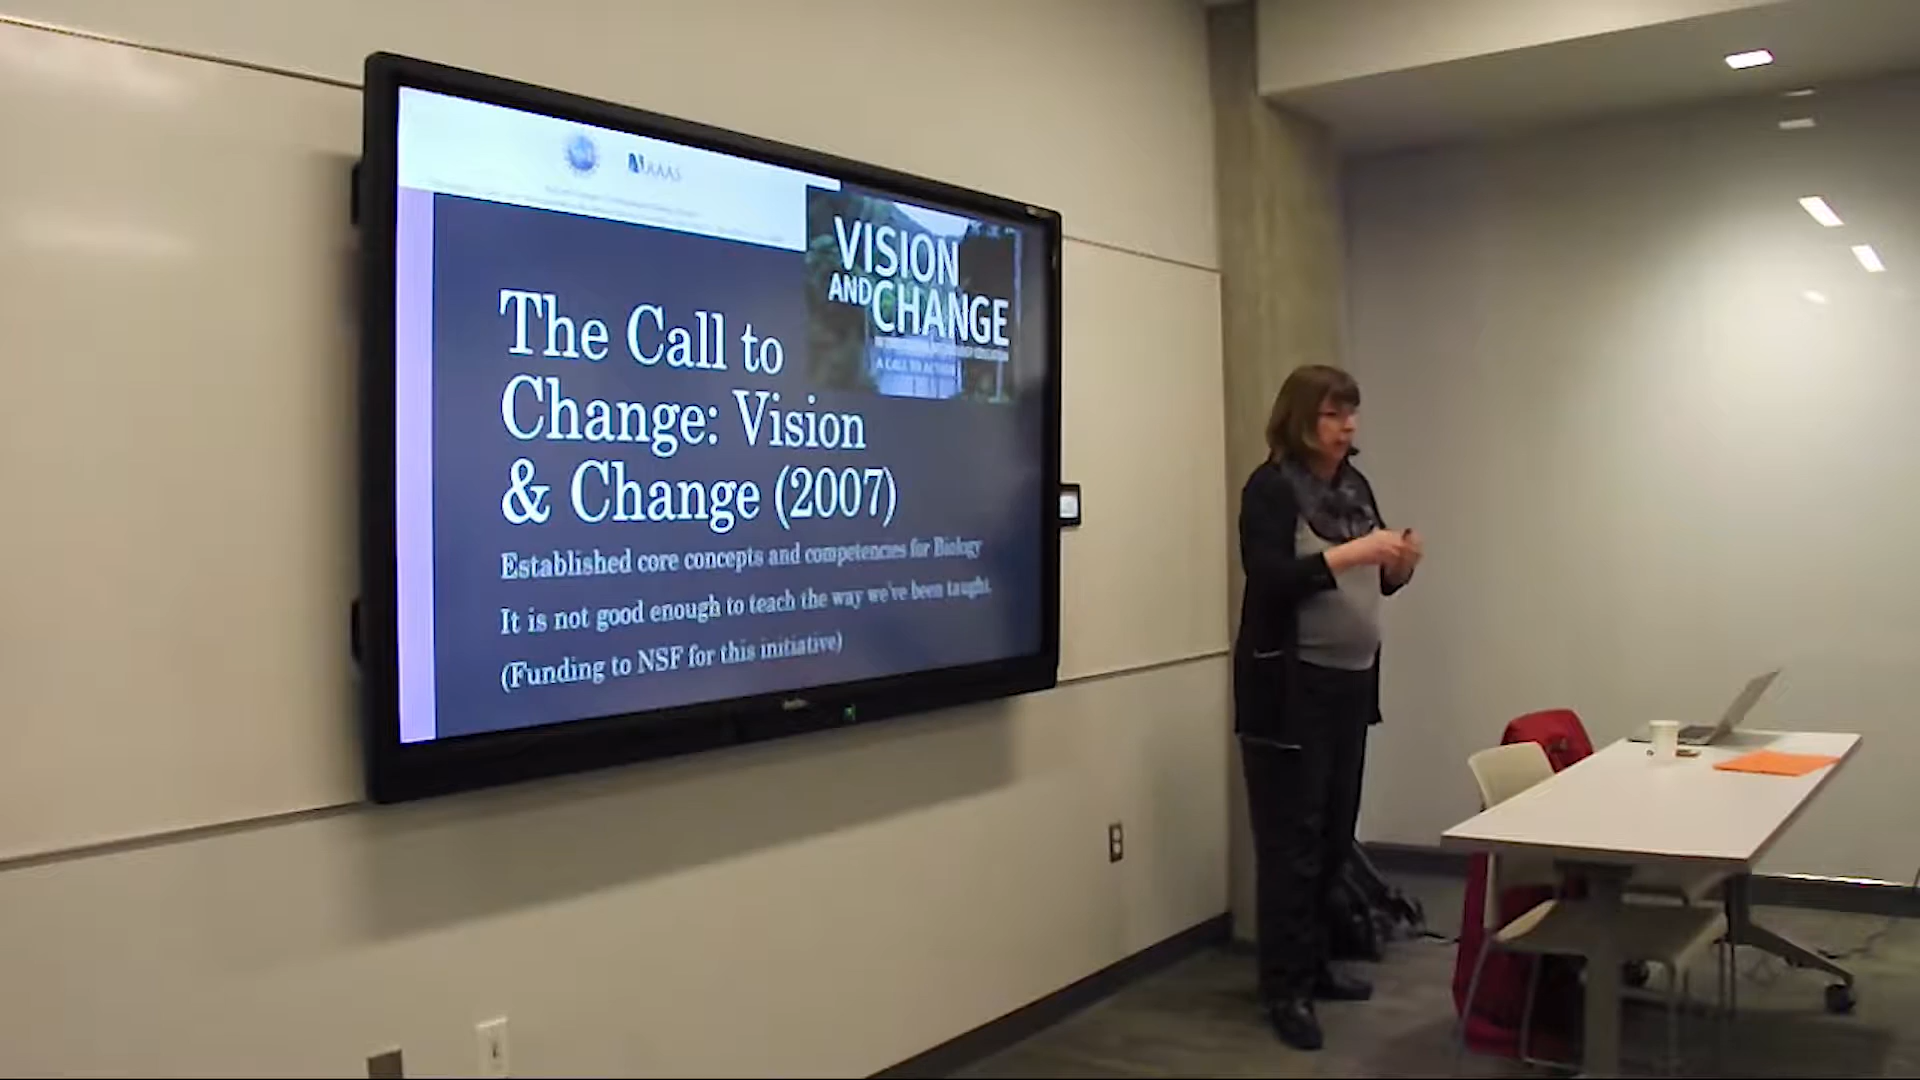 AAAS
VISION
AND CHANGE
A CALL TO ACTION
The Call to
Change: Vision
& Change (2007)
Established core concepts and competencies for Biology
It is not good enough to teach the way we've been taught.
(Funding to NSF for this initiative)